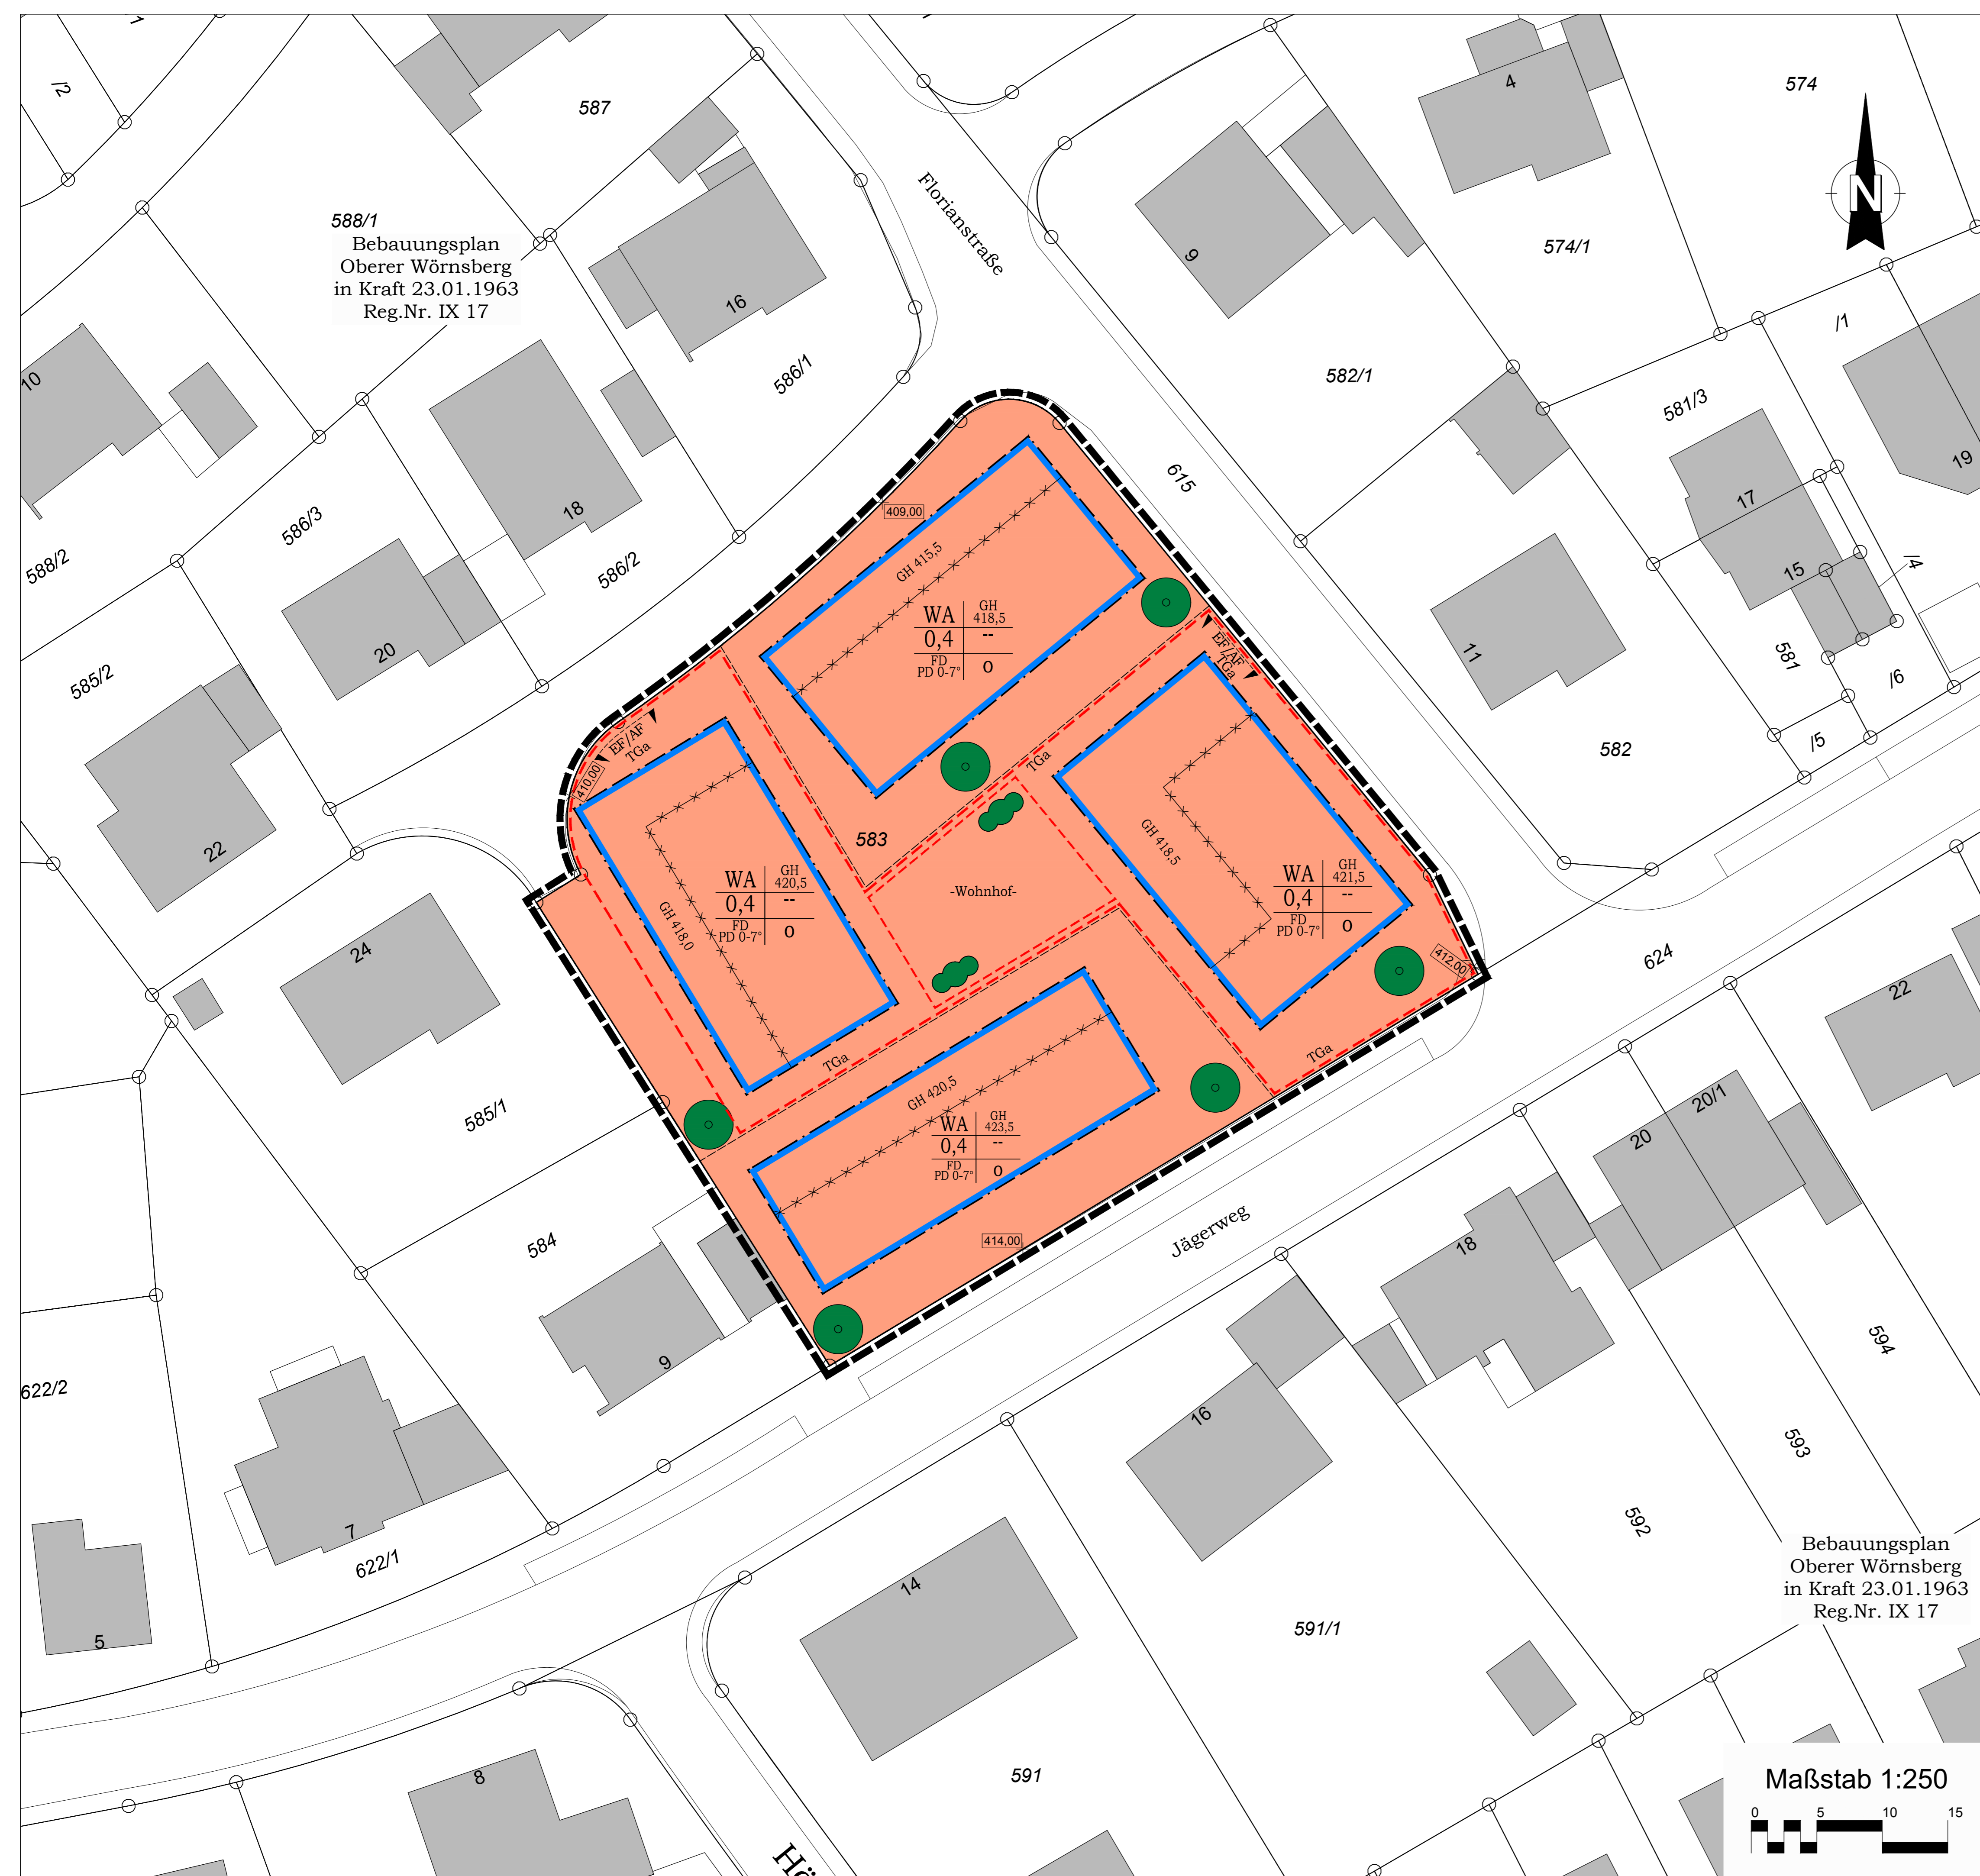 1
/2
587
4
574
N
588/1
Bebauungsplan
Oberer Wörnsberg
in Kraft 23.01.1963
Reg.Nr. IX 17
Florianstraße
9
574/1
16
/1
10
586/1
582/1
581/3
19
18
615
17
409,00
586/3
GH 415,5
588/2
586/2
15
/4
WA
GH
418,5
0,4
--
FD
PD 0-7°
o
20
11
EF/AF
TGa
581
/6
585/2
EF/AF
TGa
410,00
TGa
582
/5
22
583
GH 418,5
WA
GH
420,5
0,4
--
FD
PD 0-7°
o
GH 418,0
-Wohnhof-
WA
GH
421,5
0,4
--
FD
PD 0-7°
o
24
412,00
624
22
TGa
TGa
GH 420,5
585/1
WA
GH
423,5
0,4
--
FD
PD 0-7°
o
20/1
20
414,00
Jägerweg
584
18
9
594
622/2
16
593
7
622/1
592
Bebauungsplan
Oberer Wörnsberg
in Kraft 23.01.1963
Reg.Nr. IX 17
14
5
591/1
8
591
Maßstab 1:250
0 5 10 15